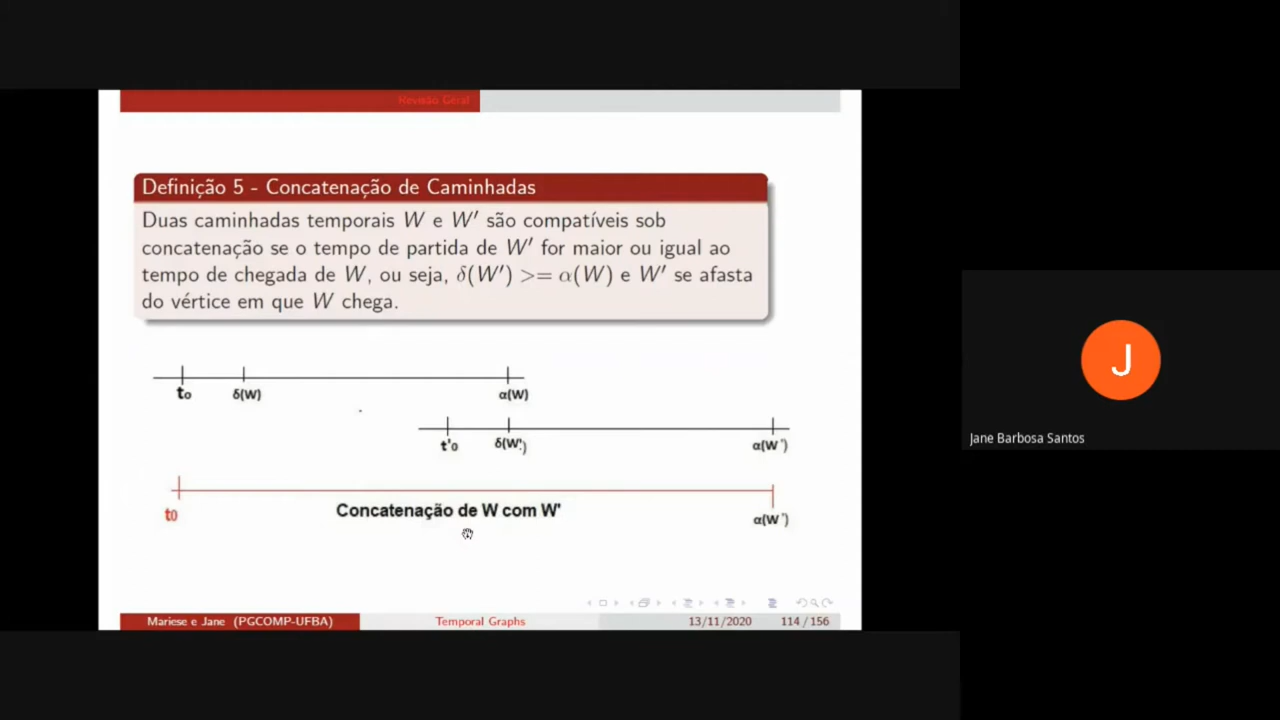 Revisão Geral
Definição 5 - Concatenação de Caminhadas
Duas caminhadas temporais W e W′ são compatíveis sob
concatenação se o tempo de partida de W′ for maior ou igual ao
tempo de chegada de W, ou seja, δ(W′) >= α(W) e W′ se afasta
do vértice em que W chega.
t₀ δ(W) α(W)
t'₀ δ(W') α(W')
Concatenação de W com W'
t0 α(W')
Mariese e Jane (PGCOMP-UFBA) Temporal Graphs 13/11/2020 114 / 156
J
Jane Barbosa Santos